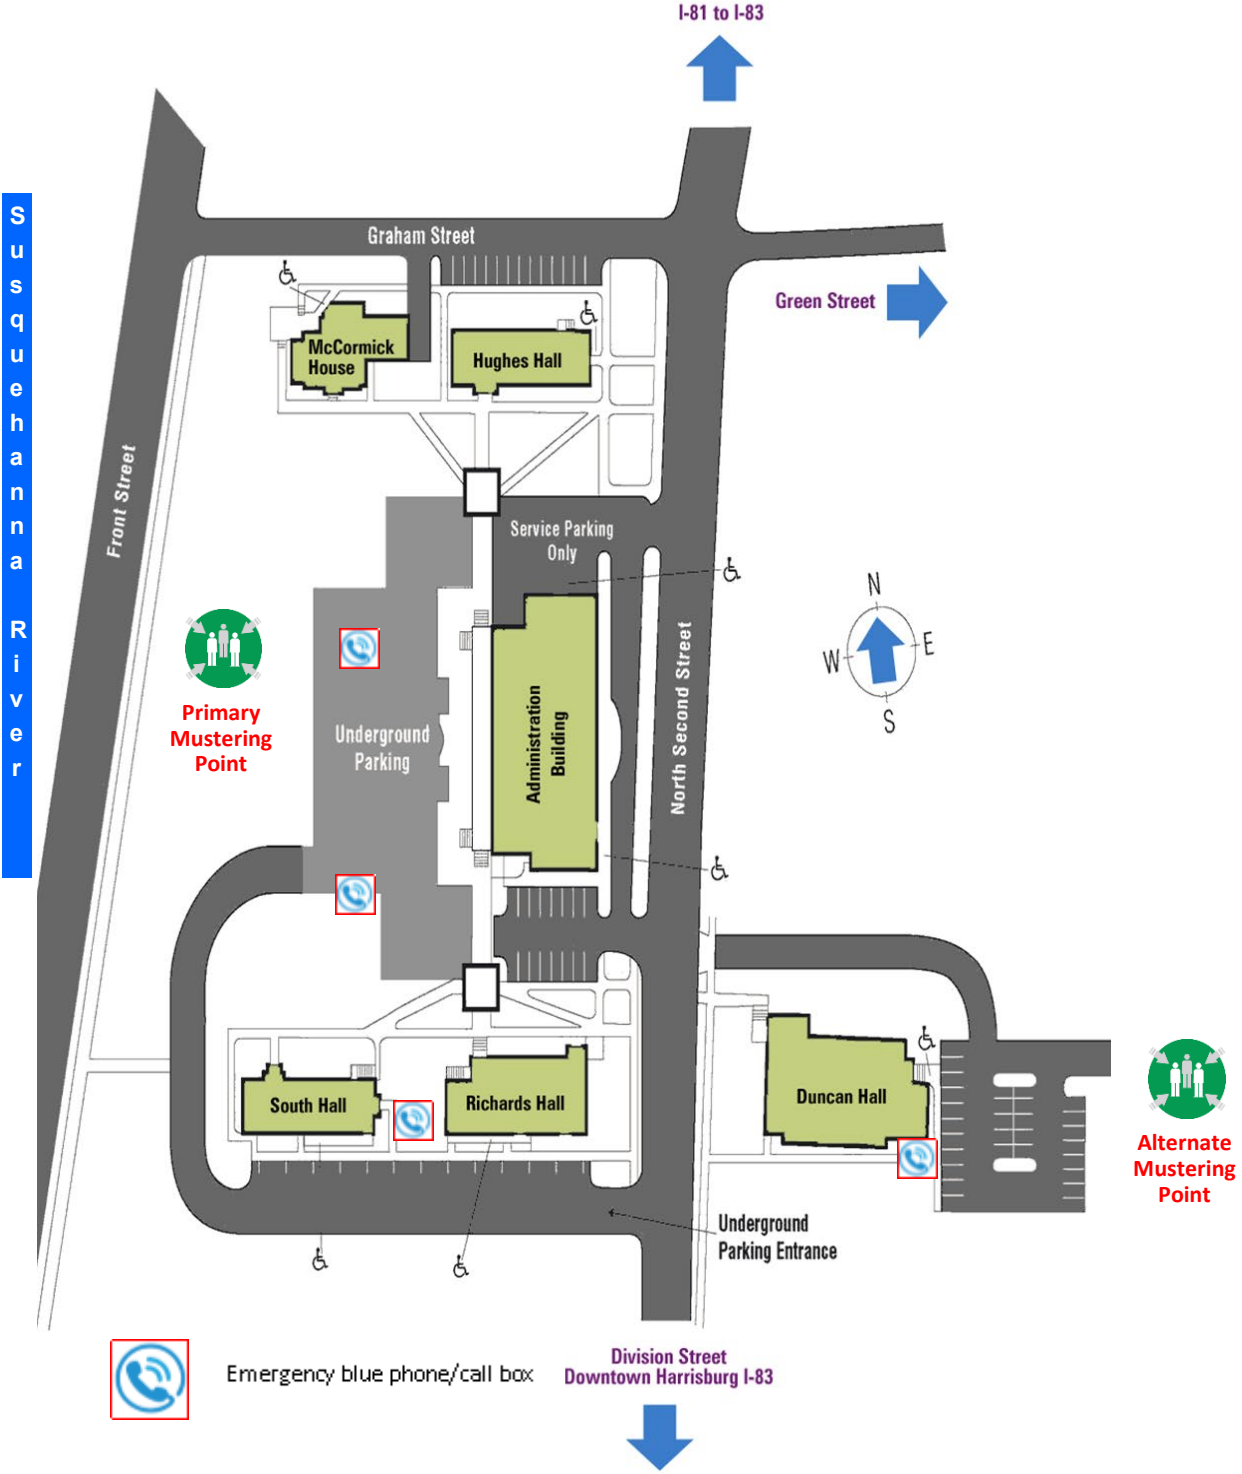 I-81 to I-83
Susquehanna River
Graham Street
Green Street
McCormick
House
Hughes Hall
Front Street
Service Parking
Only
N
W
E
S
Primary
Mustering
Point
Underground
Parking
Administration
Building
North Second Street
South Hall
Richards Hall
Duncan Hall
Alternate
Mustering
Point
Underground
Parking Entrance
Emergency blue phone/call box
Division Street
Downtown Harrisburg I-83